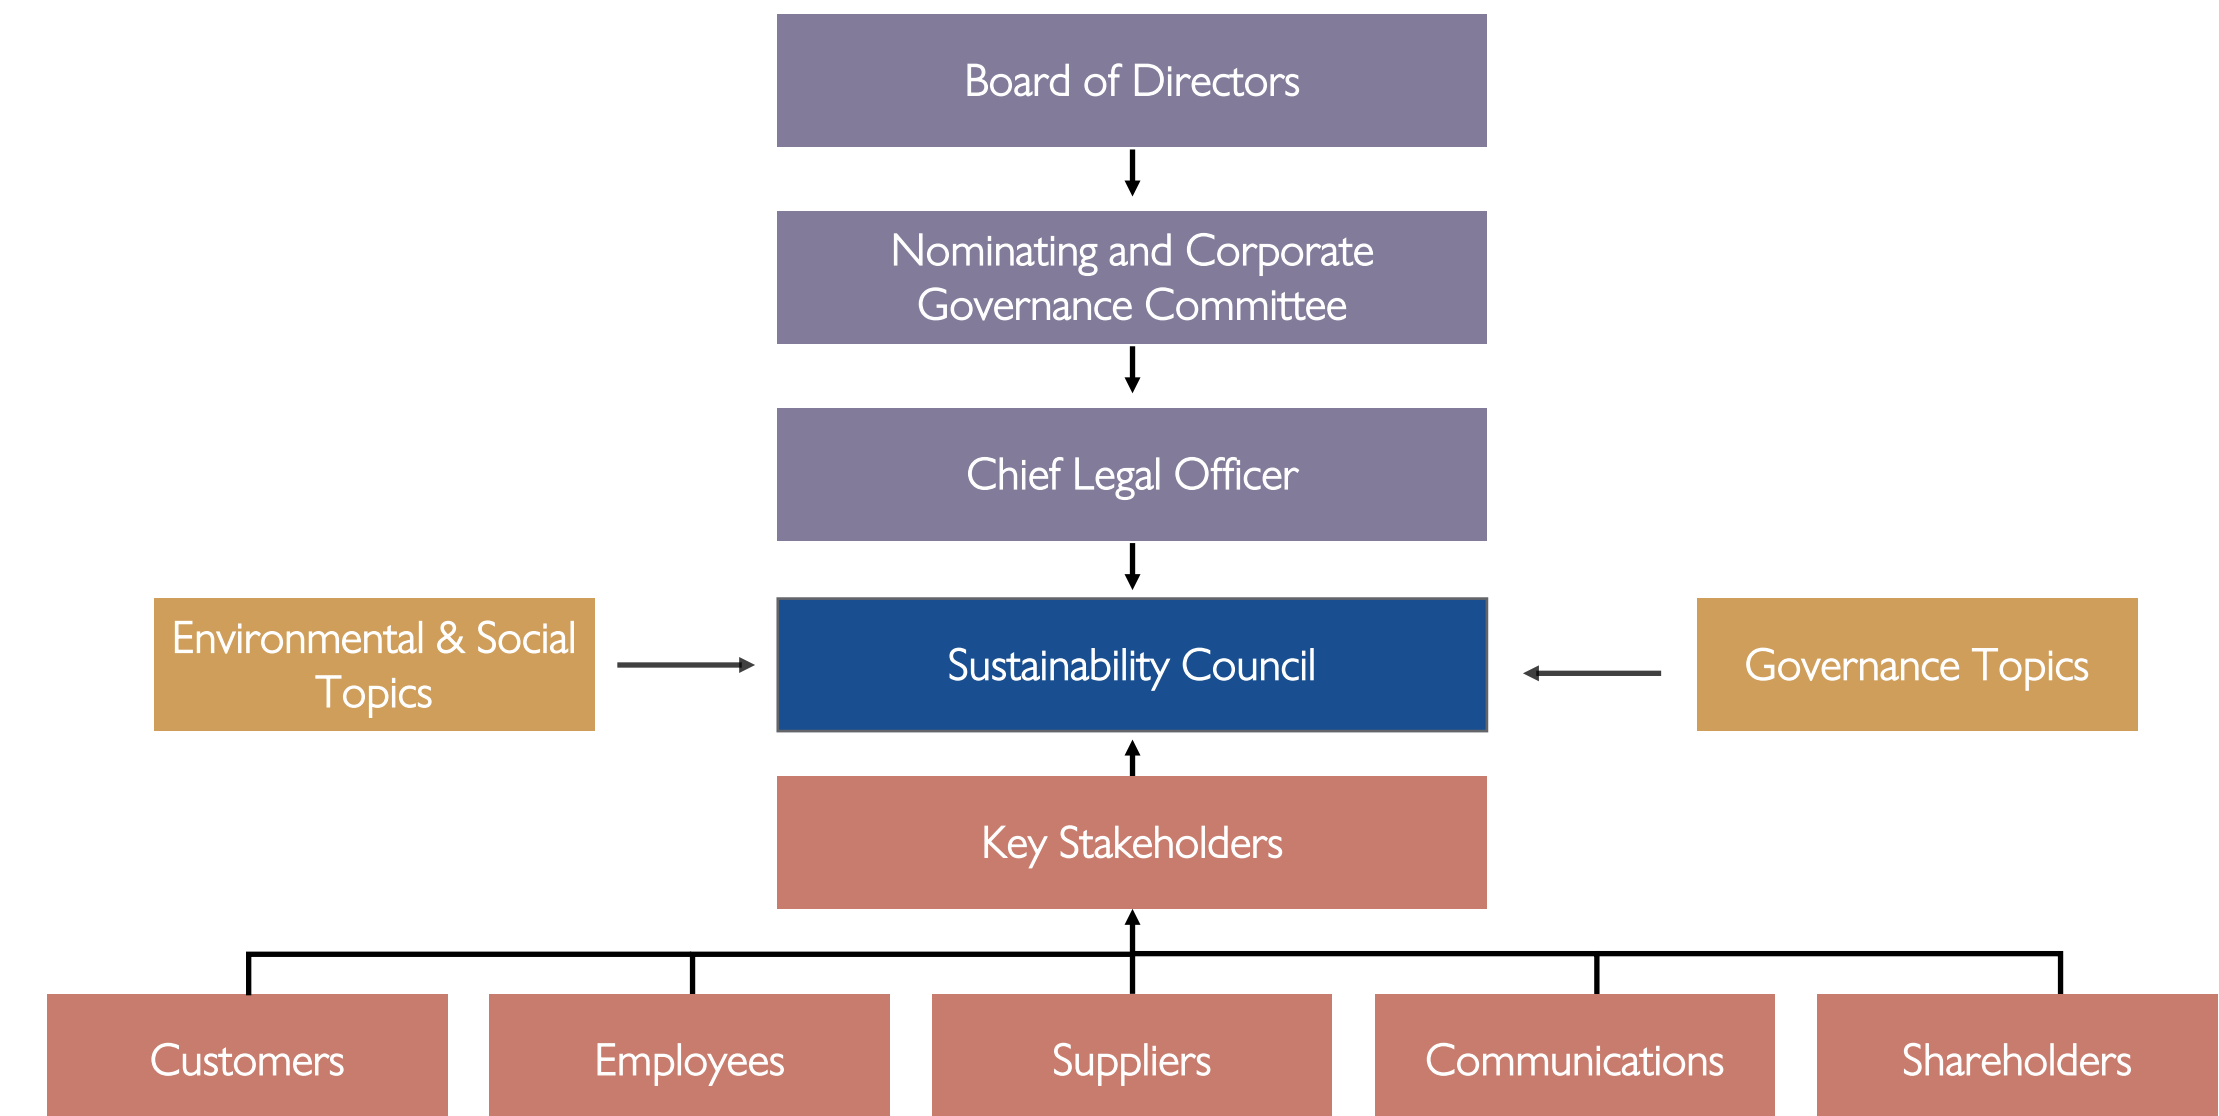 Board of Directors
Nominating and Corporate
Governance Committee
Chief Legal Officer
Environmental & Social
Topics
Sustainability Council
Governance Topics
Key Stakeholders
Customers
Employees
Suppliers
Communications
Shareholders